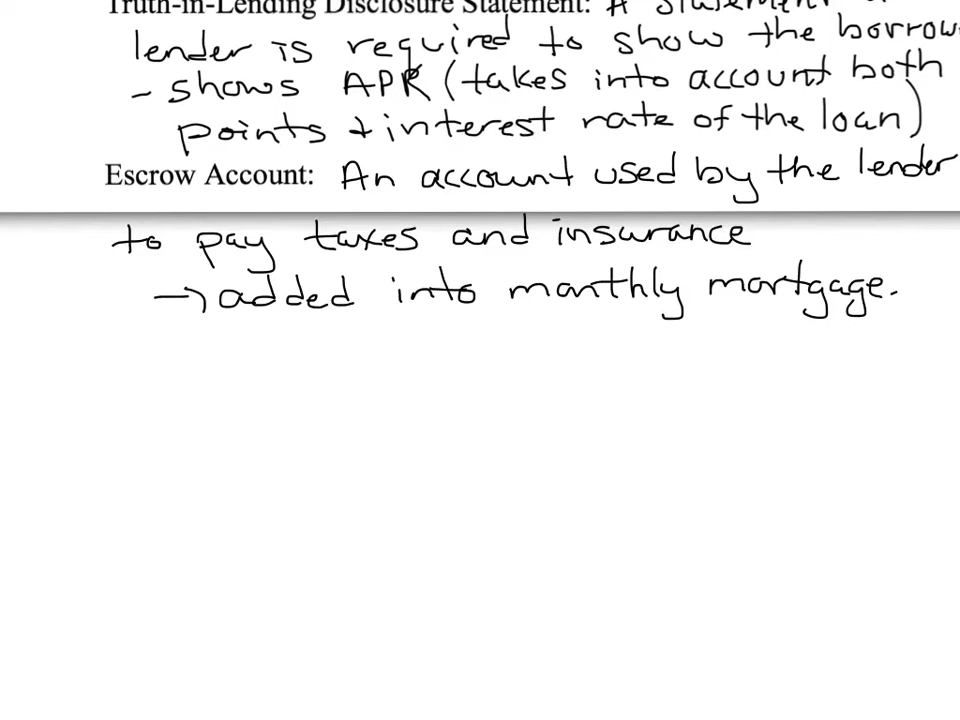 Truth-in-Lending Disclosure Statement: A statement a
lender is required to show the borrow
- shows APR (takes into account both
points + interest rate of the loan)
Escrow Account: An account used by the lender
to pay taxes and insurance
→ added into monthly mortgage.